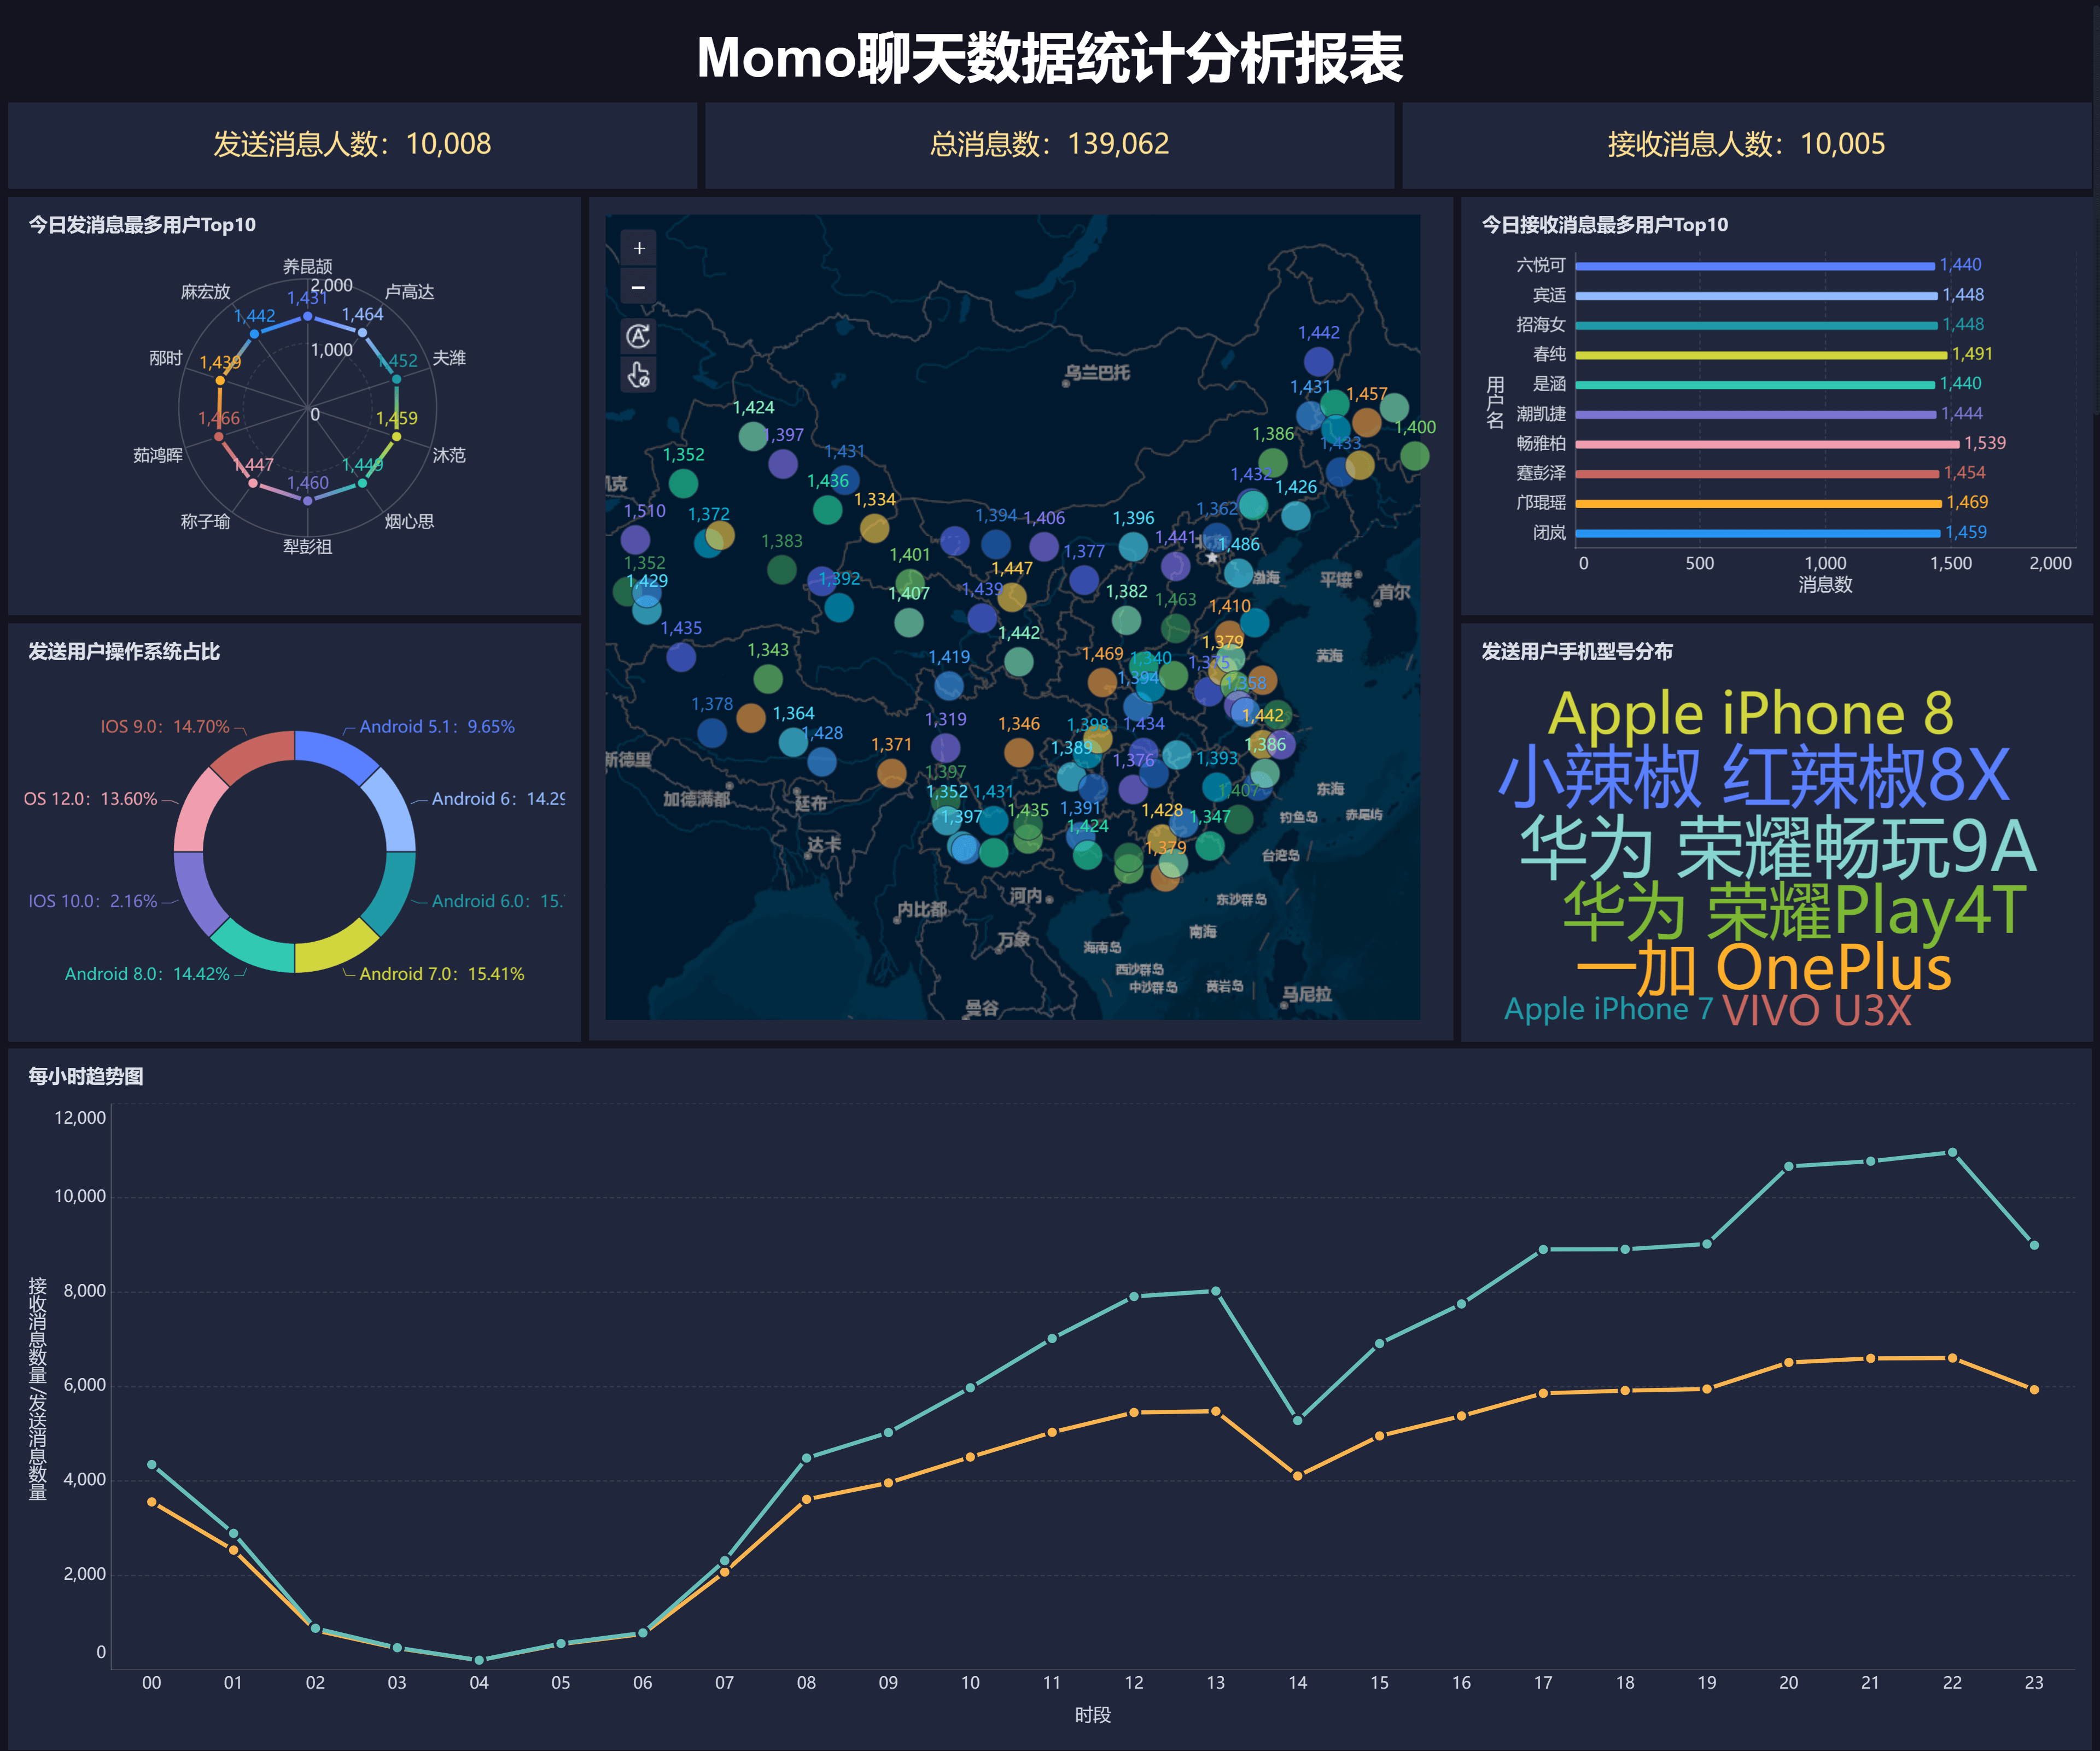 Momo聊天数据统计分析报表
发送消息人数：10,008
总消息数：139,062
接收消息人数：10,005
今日发消息最多用户Top10
养昆颉
2,000
麻宏放
卢高达
1,431
1,442
1,464
1,000
邴时
夫潍
1,439
1,452
0
1,466
1,459
茹鸿晖
沐范
1,447
1,449
1,460
称子瑜
烟心思
犁彭祖
发送用户操作系统占比
IOS 9.0：14.70%
Android 5.1：9.65%
OS 12.0：13.60%
Android 6：14.29
IOS 10.0：2.16%
Android 6.0：15.
Android 8.0：14.42%
Android 7.0：15.41%
+
−
乌兰巴托
1,442
1,431
1,457
1,400
1,424
1,397
1,386
1,433
1,352
1,431
克
1,436
1,432
1,426
1,334
1,510
1,372
1,394
1,406
1,396
1,362
1,383
1,401
1,377
1,441
1,486
1,352
1,429
1,392
1,447
渤海
平壤
首尔
1,407
1,439
1,382
1,463
1,410
1,435
1,442
1,379
黄海
1,343
1,419
1,469
1,340
1,375
1,394
1,358
1,378
1,364
1,319
1,346
1,398
1,434
1,442
1,428
1,371
1,389
1,376
1,393
1,386
新德里
1,397
加德满都
廷布
1,352
1,431
1,407
东海
1,397
1,435
1,391
1,428
1,347
钓鱼岛
赤尾屿
达卡
1,424
1,379
台湾岛
河内
东沙群岛
内比都
万象
海南岛
南海
西沙群岛
中沙群岛
黄岩岛
曼谷
马尼拉
今日接收消息最多用户Top10
用户名
六悦可
1,440
宾适
1,448
招海女
1,448
春纯
1,491
是涵
1,440
潮凯捷
1,444
畅雅柏
1,539
蹇彭泽
1,454
邝琨瑶
1,469
闭岚
1,459
0
500
1,000
1,500
2,000
消息数
发送用户手机型号分布
Apple iPhone 8
小辣椒 红辣椒8X
华为 荣耀畅玩9A
华为 荣耀Play4T
一加 OnePlus
Apple iPhone 7
VIVO U3X
每小时趋势图
接收消息数量/发送消息数量
12,000
10,000
8,000
6,000
4,000
2,000
0
00 01 02 03 04 05 06 07 08 09 10 11 12 13 14 15 16 17 18 19 20 21 22 23
时段